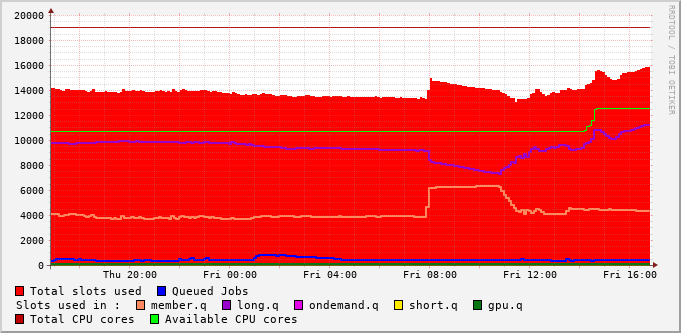 20000
18000
16000
14000
12000
10000
8000
6000
4000
2000
0
Thu 20:00 Fri 00:00 Fri 04:00 Fri 08:00 Fri 12:00 Fri 16:00
RRDTOOL / TOBI OETIKER
Total slots used Queued Jobs
Slots used in : member.q long.q ondemand.q short.q gpu.q
Total CPU cores Available CPU cores